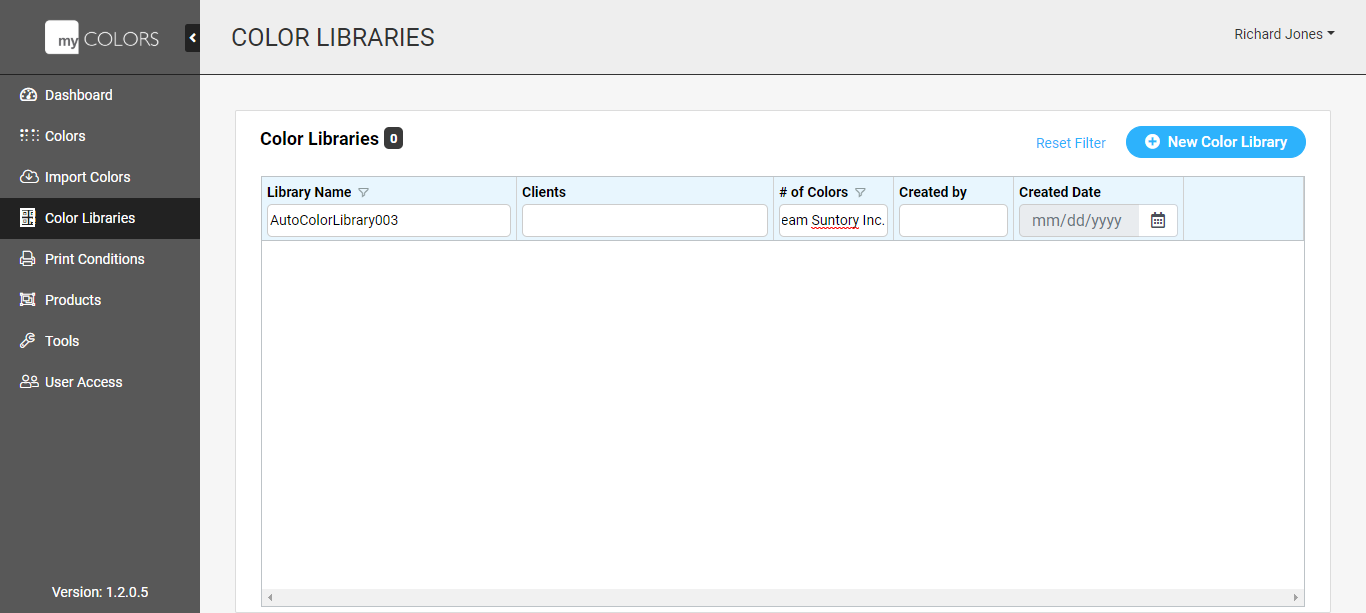 my COLORS
COLOR LIBRARIES
Richard Jones
Dashboard
Colors
Import Colors
Color Libraries
Print Conditions
Products
Tools
User Access
Version: 1.2.0.5
Color Libraries 0
Reset Filter
New Color Library
Library Name Clients # of Colors Created by Created Date
AutoColorLibrary003 eam Suntory Inc. mm/dd/yyyy